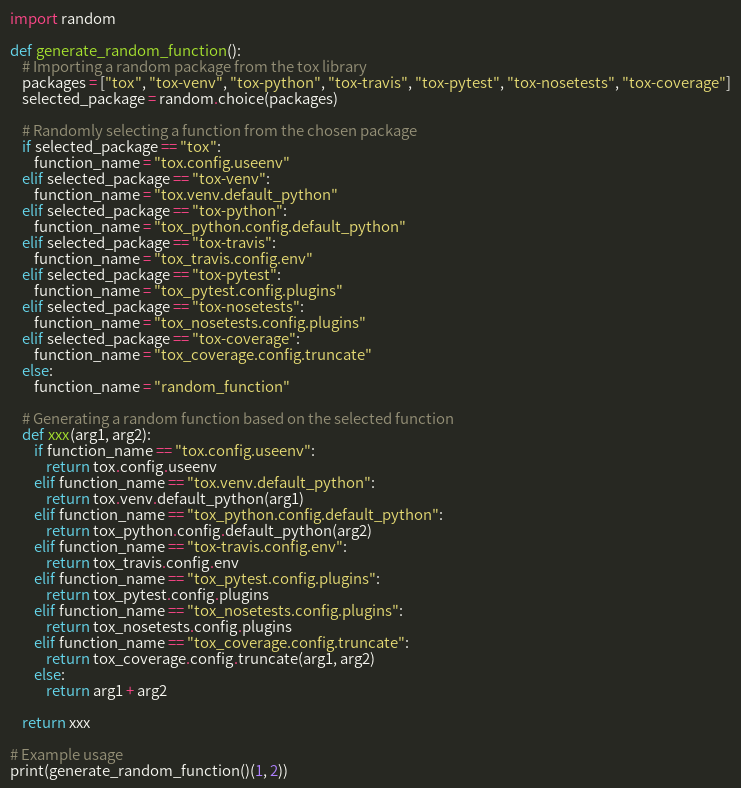 import random

def generate_random_function():
    # Importing a random package from the tox library
    packages = ["tox", "tox-venv", "tox-python", "tox-travis", "tox-pytest", "tox-nosetests", "tox-coverage"]
    selected_package = random.choice(packages)

    # Randomly selecting a function from the chosen package
    if selected_package == "tox":
        function_name = "tox.config.useenv"
    elif selected_package == "tox-venv":
        function_name = "tox.venv.default_python"
    elif selected_package == "tox-python":
        function_name = "tox_python.config.default_python"
    elif selected_package == "tox-travis":
        function_name = "tox_travis.config.env"
    elif selected_package == "tox-pytest":
        function_name = "tox_pytest.config.plugins"
    elif selected_package == "tox-nosetests":
        function_name = "tox_nosetests.config.plugins"
    elif selected_package == "tox-coverage":
        function_name = "tox_coverage.config.truncate"
    else:
        function_name = "random_function"

    # Generating a random function based on the selected function
    def xxx(arg1, arg2):
        if function_name == "tox.config.useenv":
            return tox.config.useenv
        elif function_name == "tox.venv.default_python":
            return tox.venv.default_python(arg1)
        elif function_name == "tox_python.config.default_python":
            return tox_python.config.default_python(arg2)
        elif function_name == "tox-travis.config.env":
            return tox_travis.config.env
        elif function_name == "tox_pytest.config.plugins":
            return tox_pytest.config.plugins
        elif function_name == "tox_nosetests.config.plugins":
            return tox_nosetests.config.plugins
        elif function_name == "tox_coverage.config.truncate":
            return tox_coverage.config.truncate(arg1, arg2)
        else:
            return arg1 + arg2

    return xxx

# Example usage
print(generate_random_function()(1, 2))